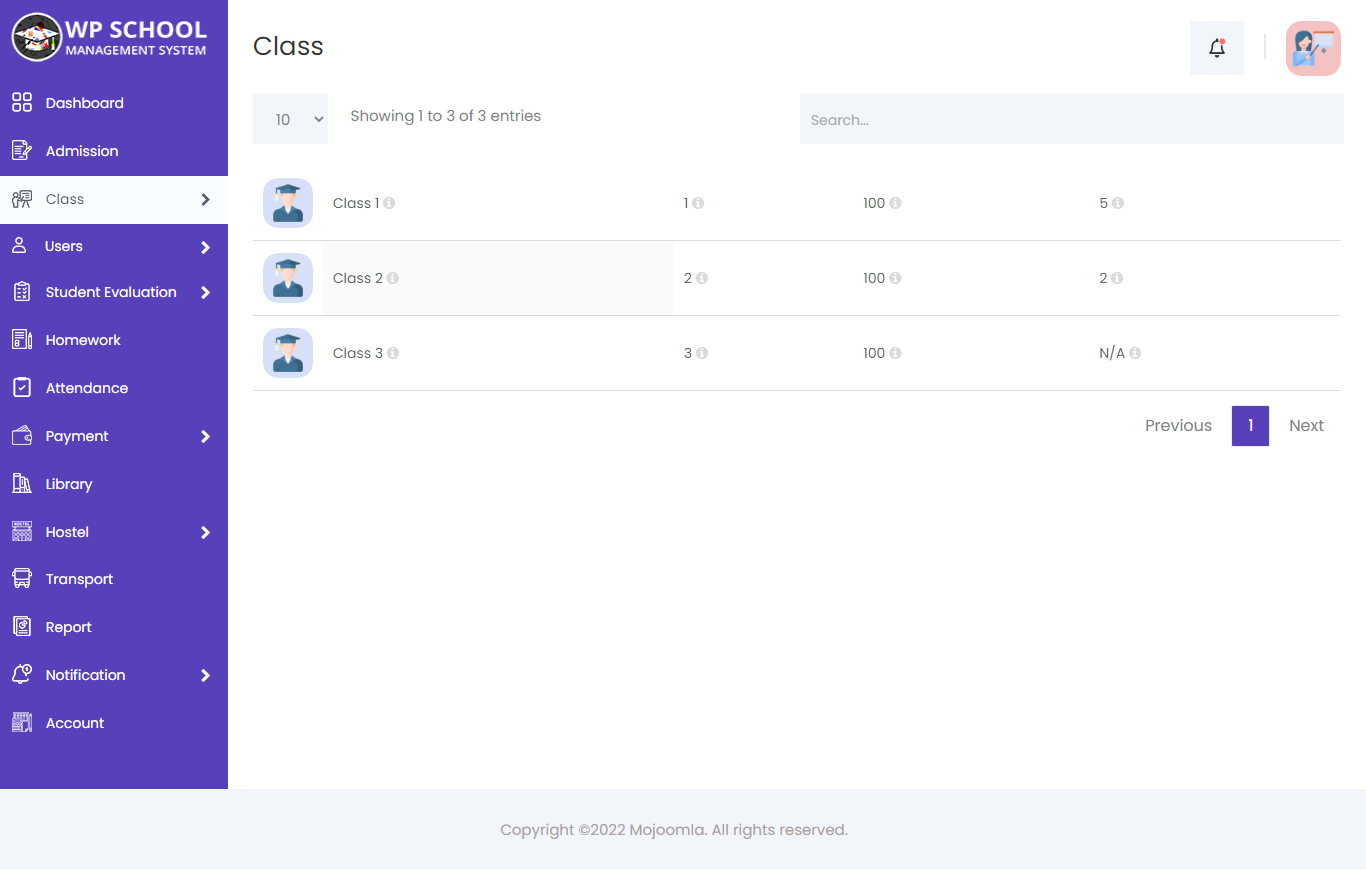 WP SCHOOL
MANAGEMENT SYSTEM
Dashboard
Admission
Class
Users
Student Evaluation
Homework
Attendance
Payment
Library
HOSTEL
Hostel
Transport
Report
Notification
Account
Class
10
Showing 1 to 3 of 3 entries
Search...
Class 1 1 100 5
Class 2 2 100 2
Class 3 3 100 N/A
Previous 1 Next
Copyright ©2022 Mojoomla. All rights reserved.